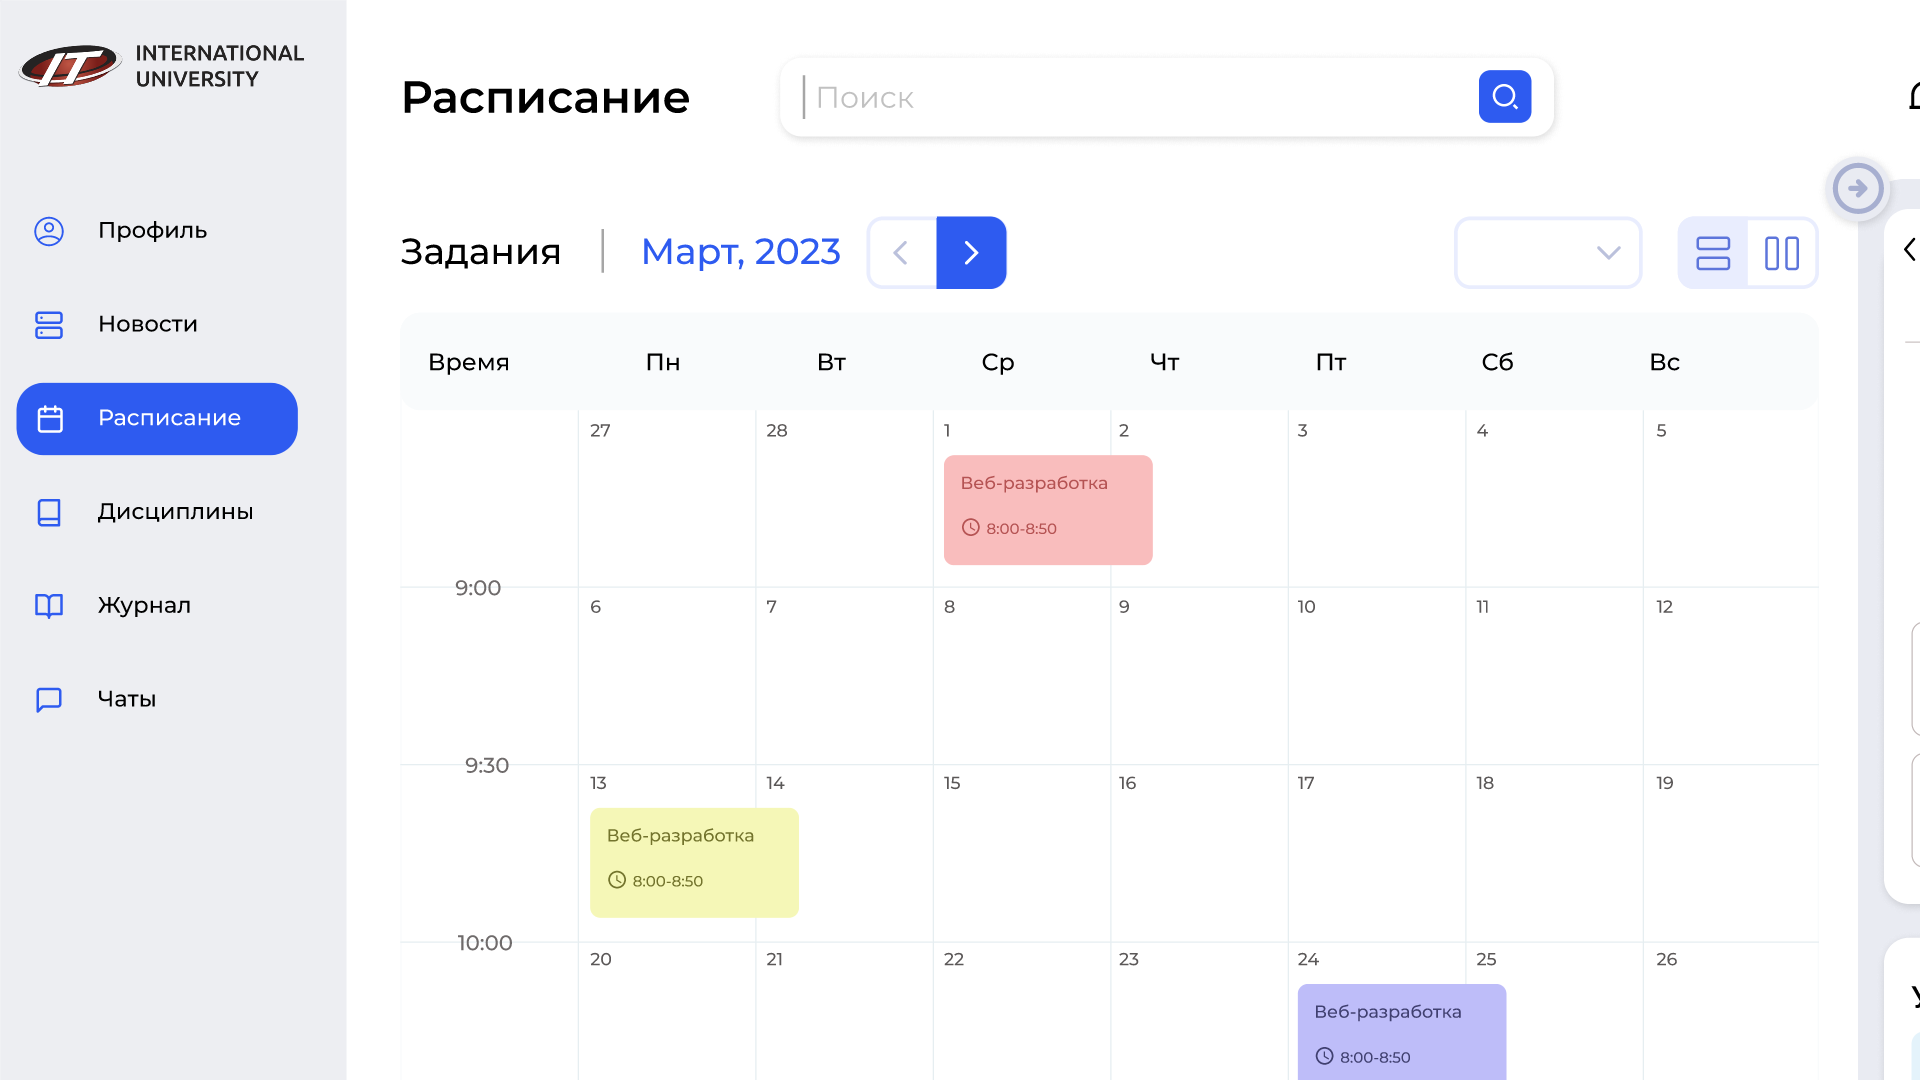 IT INTERNATIONAL
UNIVERSITY
Профиль
Новости
Расписание
Дисциплины
Журнал
Чаты
Расписание
Поиск
Задания
Март, 2023
Время Пн Вт Ср Чт Пт Сб Вс
27 28 1 2 3 4 5
Веб-разработка
8:00-8:50
9:00
6 7 8 9 10 11 12
9:30
13 14 15 16 17 18 19
Веб-разработка
8:00-8:50
10:00
20 21 22 23 24 25 26
Веб-разработка
8:00-8:50